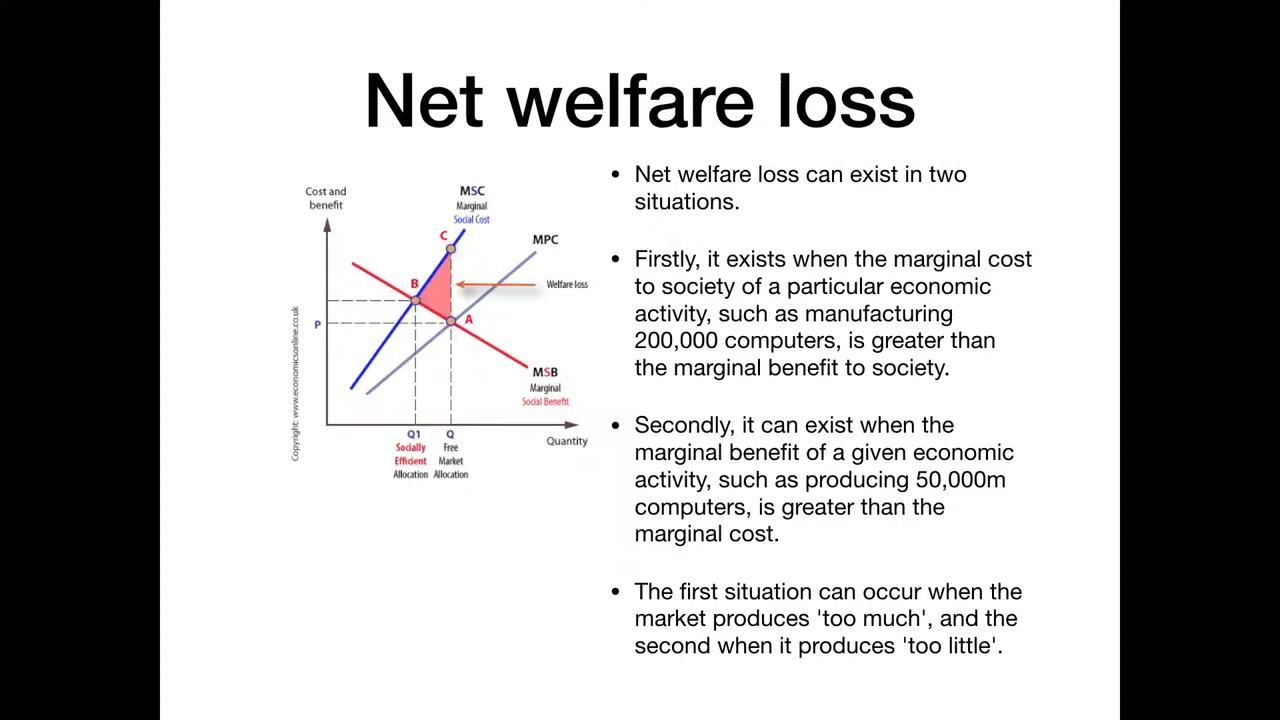 Net welfare loss
Cost and
benefit
MSC
Marginal
Social Cost
C
MPC
B
Welfare loss
P
A
MSB
Marginal
Social Benefit
Q1
Socially
Efficient
Allocation
Q
Free
Market
Allocation
Quantity
Copyright: www.economicsonline.co.uk
• Net welfare loss can exist in two
situations.
• Firstly, it exists when the marginal cost
to society of a particular economic
activity, such as manufacturing
200,000 computers, is greater than
the marginal benefit to society.
• Secondly, it can exist when the
marginal benefit of a given economic
activity, such as producing 50,000m
computers, is greater than the
marginal cost.
• The first situation can occur when the
market produces 'too much', and the
second when it produces 'too little'.